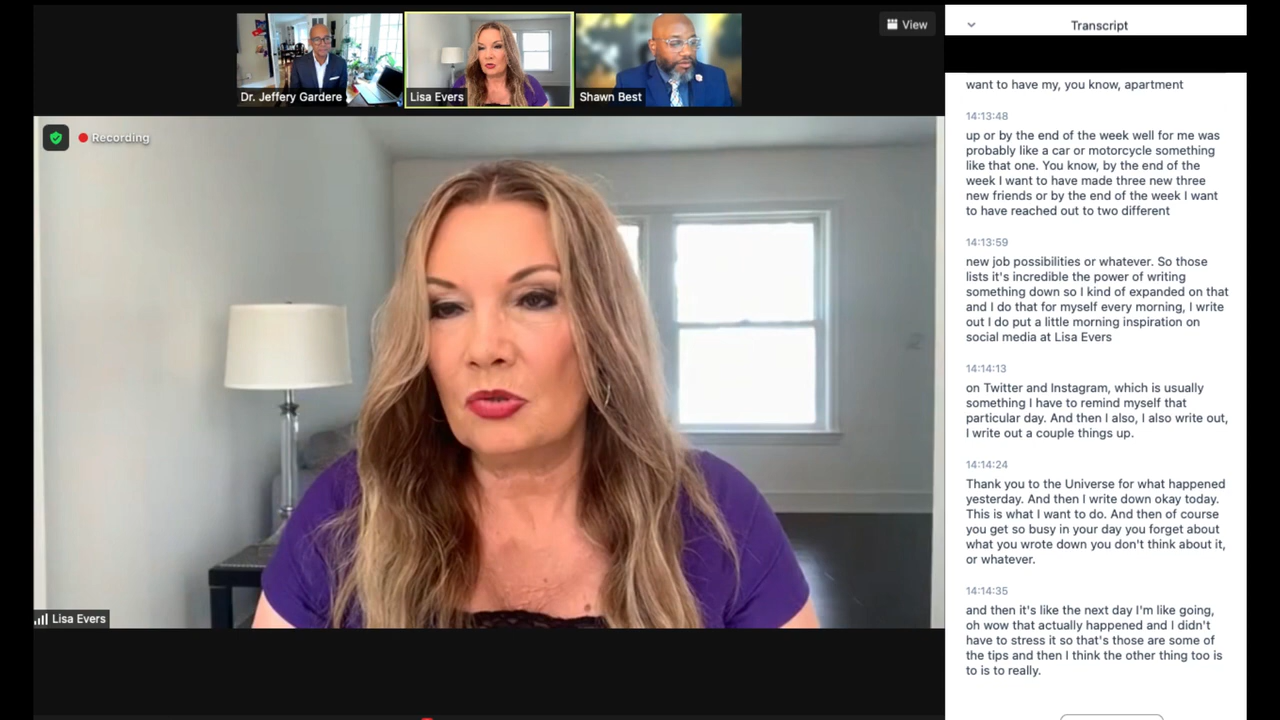 View
Transcript
Dr. Jeffery Gardere
Lisa Evers
Shawn Best
Recording
Lisa Evers
want to have my, you know, apartment
14:13:48
up or by the end of the week well for me was
probably like a car or motorcycle something
like that one. You know, by the end of the
week I want to have made three new three
new friends or by the end of the week I want
to have reached out to two different
14:13:59
new job possibilities or whatever. So those
lists it's incredible the power of writing
something down so I kind of expanded on that
and I do that for myself every morning, I write
out I do put a little morning inspiration on
social media at Lisa Evers
14:14:13
on Twitter and Instagram, which is usually
something I have to remind myself that
particular day. And then I also, I also write out,
I write out a couple things up.
14:14:24
Thank you to the Universe for what happened
yesterday. And then I write down okay today.
This is what I want to do. And then of course
you get so busy in your day you forget about
what you wrote down you don't think about it,
or whatever.
14:14:35
and then it's like the next day I'm like going,
oh wow that actually happened and I didn't
have to stress it so that's those are some of
the tips and then I think the other thing too is
to is to really.